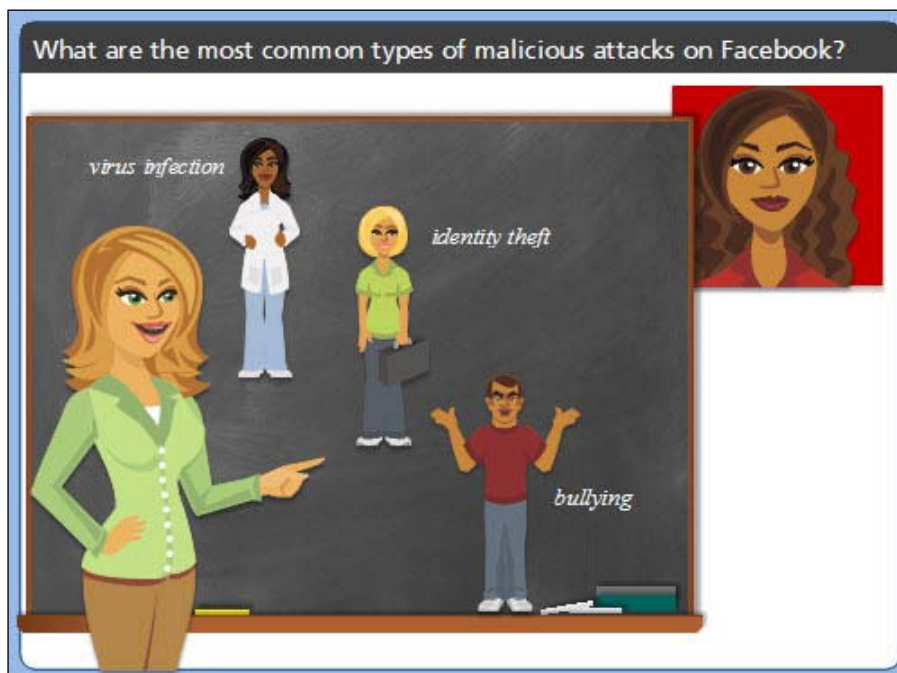 What are the most common types of malicious attacks on Facebook?
virus infection
identity theft
bullying